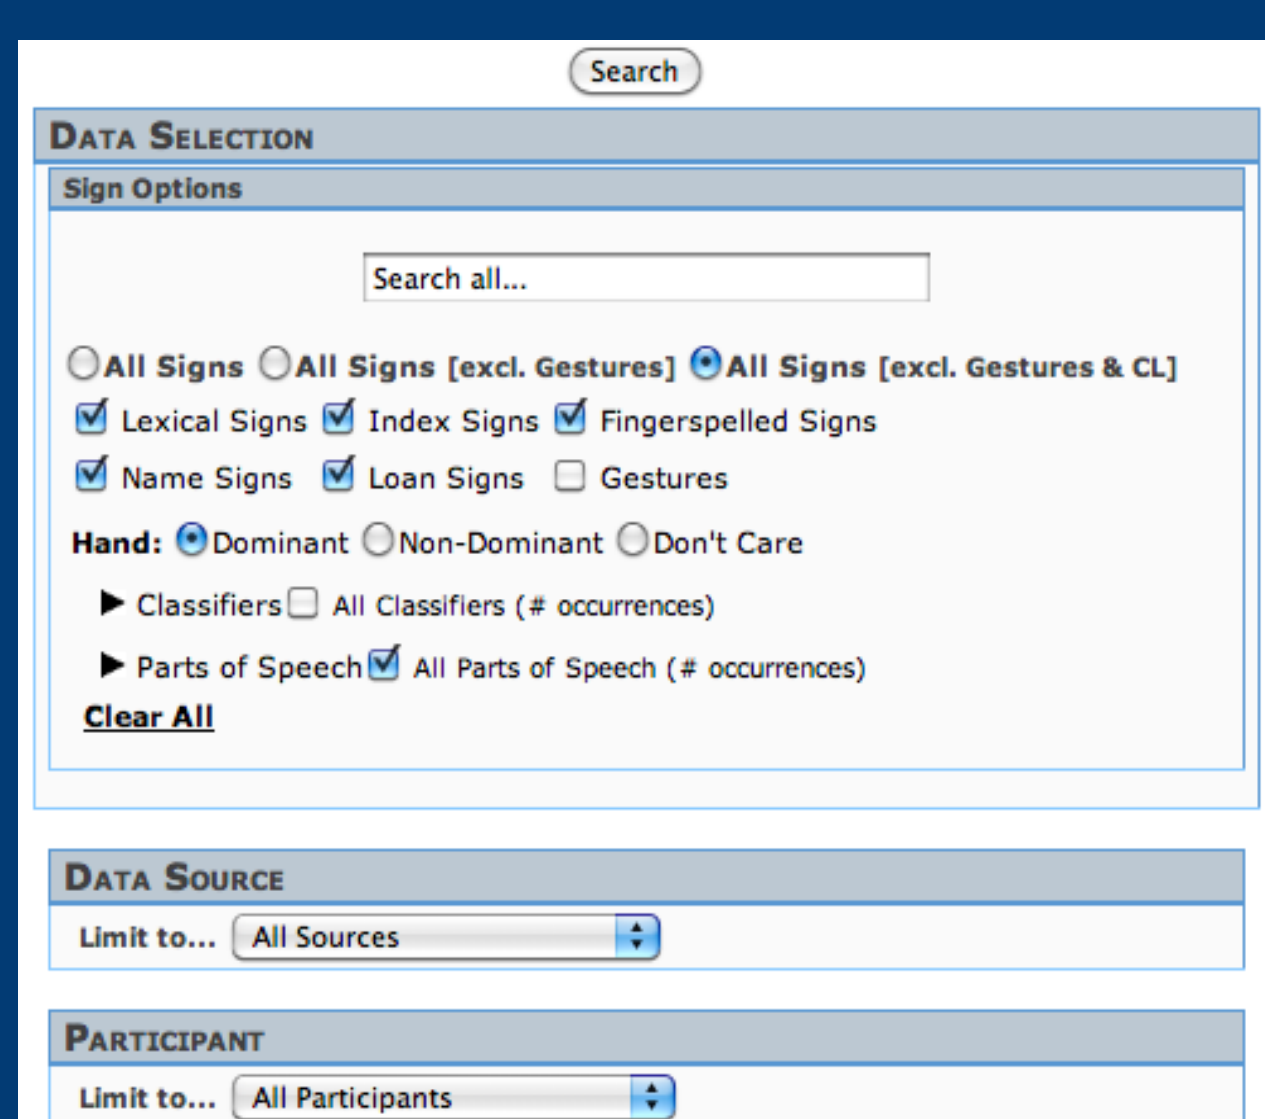 Search
DATA SELECTION
Sign Options
Search all...
All Signs All Signs [excl. Gestures] All Signs [excl. Gestures & CL]
Lexical Signs Index Signs Fingerspelled Signs
Name Signs Loan Signs Gestures
Hand: Dominant Non-Dominant Don't Care
Classifiers All Classifiers (# occurrences)
Parts of Speech All Parts of Speech (# occurrences)
Clear All
DATA SOURCE
Limit to... All Sources
PARTICIPANT
Limit to... All Participants